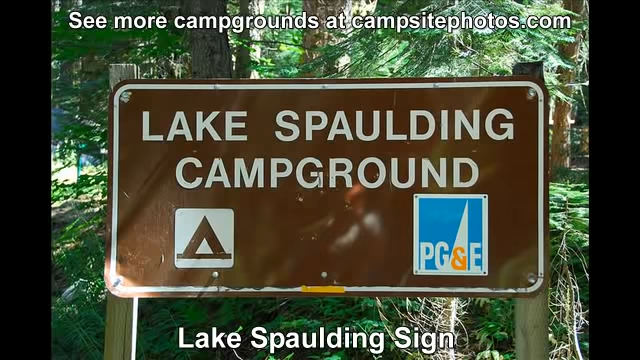 See more campgrounds at campsitephotos.com
LAKE SPAULDING
CAMPGROUND
PG&E
Lake Spaulding Sign